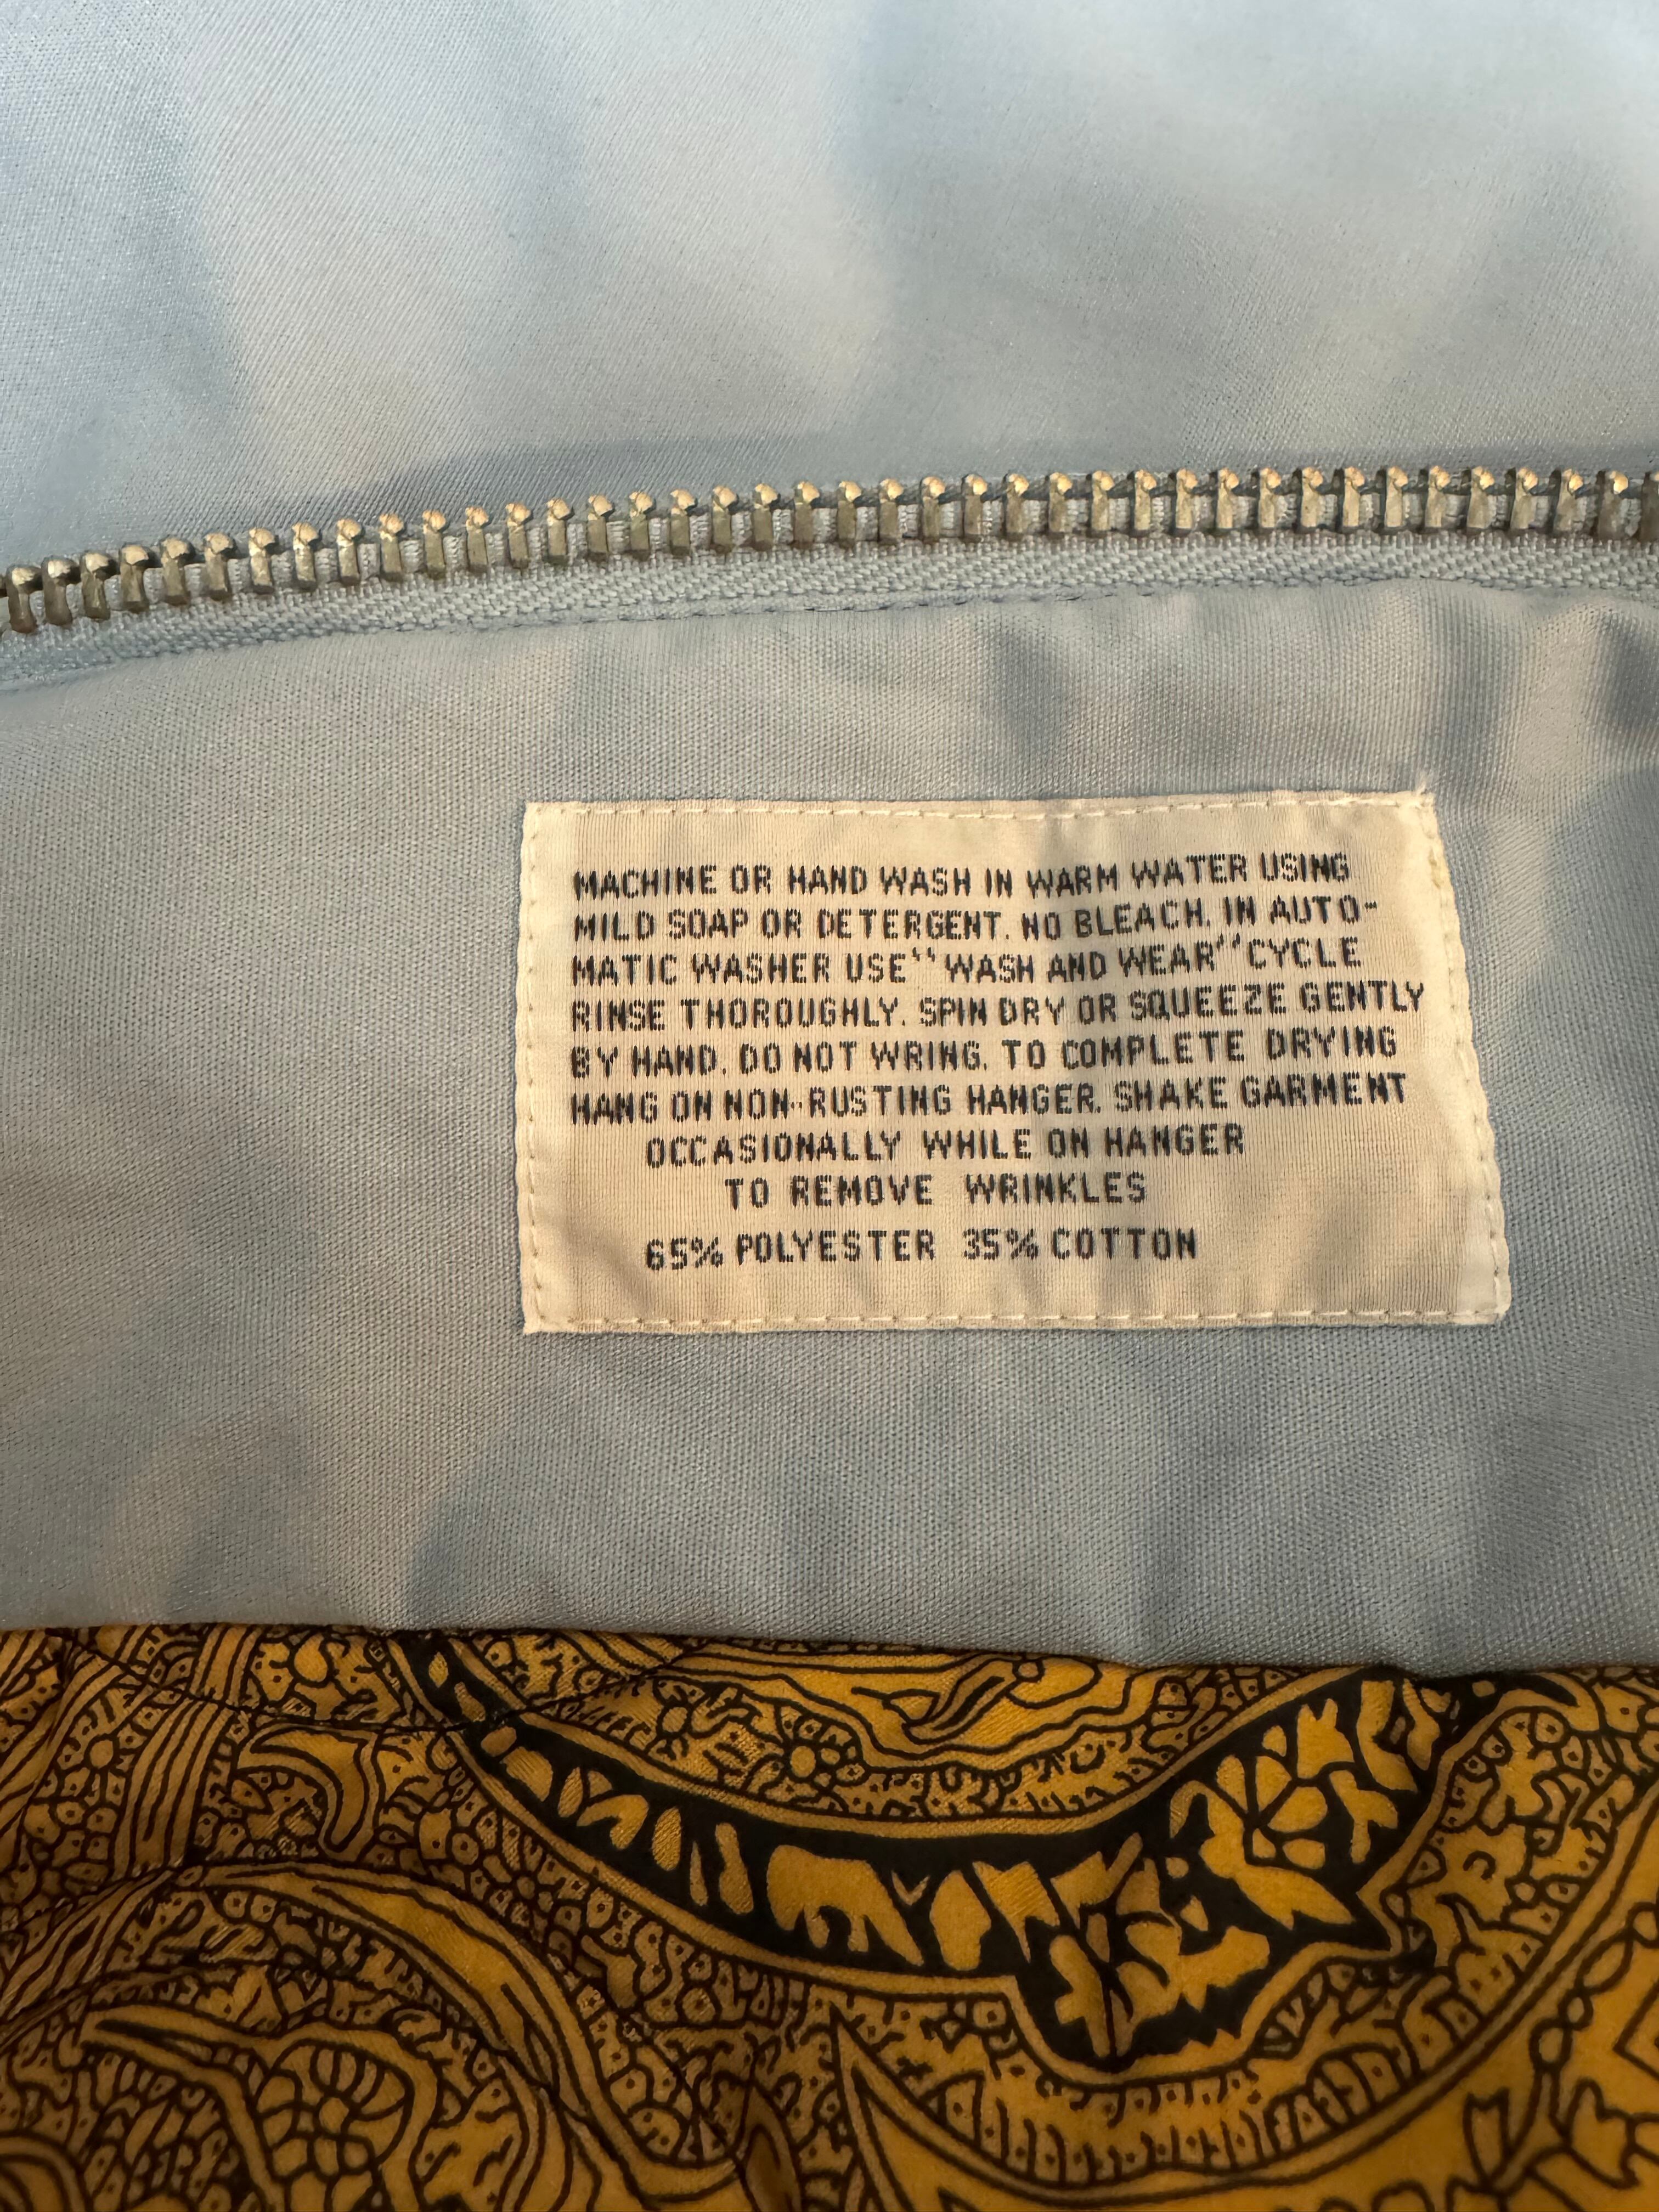 MACHINE OR HAND WASH IN WARM WATER USING
MILD SOAP OR DETERGENT. NO BLEACH. IN AUTO-
MATIC WASHER USE "WASH AND WEAR" CYCLE
RINSE THOROUGHLY. SPIN DRY OR SQUEEZE GENTLY
BY HAND. DO NOT WRING. TO COMPLETE DRYING
HANG ON NON-RUSTING HANGER. SHAKE GARMENT
OCCASIONALLY WHILE ON HANGER
TO REMOVE WRINKLES
65% POLYESTER 35% COTTON